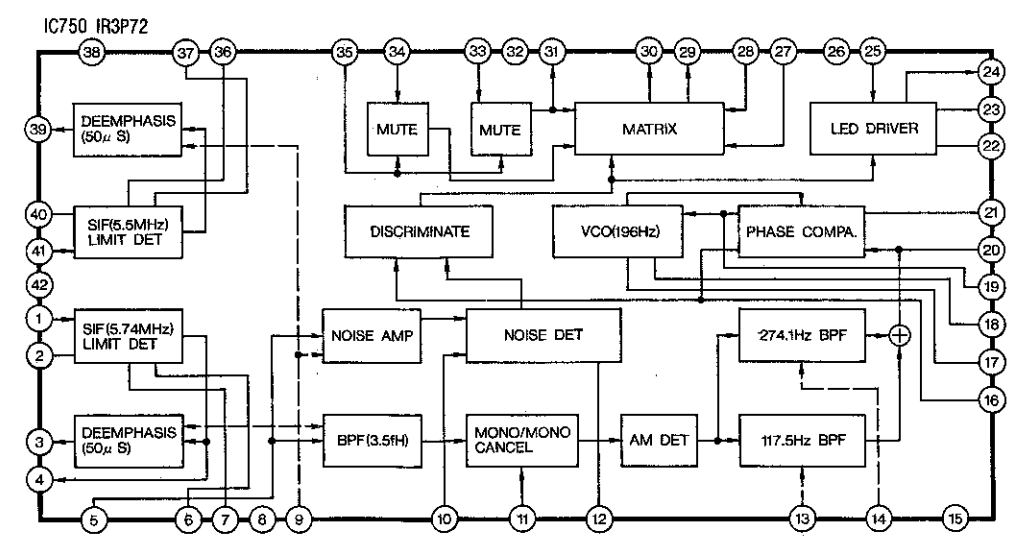 IC750 IR3P72
38 37 36 35 34 33 32 31 30 29 28 27 26 25
24
DEEMPHASIS
(50μ S)
MUTE
MUTE
MATRIX
LED DRIVER
23
39
22
40
SIF(5.5MHz)
LIMIT DET
DISCRIMINATE
VCO(196Hz)
PHASE COMPA.
21
41
20
42
19
1
SIF(5.74MHz)
LIMIT DET
NOISE AMP
NOISE DET
274.1Hz BPF
+
18
2
17
16
3
DEEMPHASIS
(50μ S)
BPF(3.5fH)
MONO/MONO
CANCEL
AM DET
117.5Hz BPF
4
5 6 7 8 9 10 11 12 13 14 15